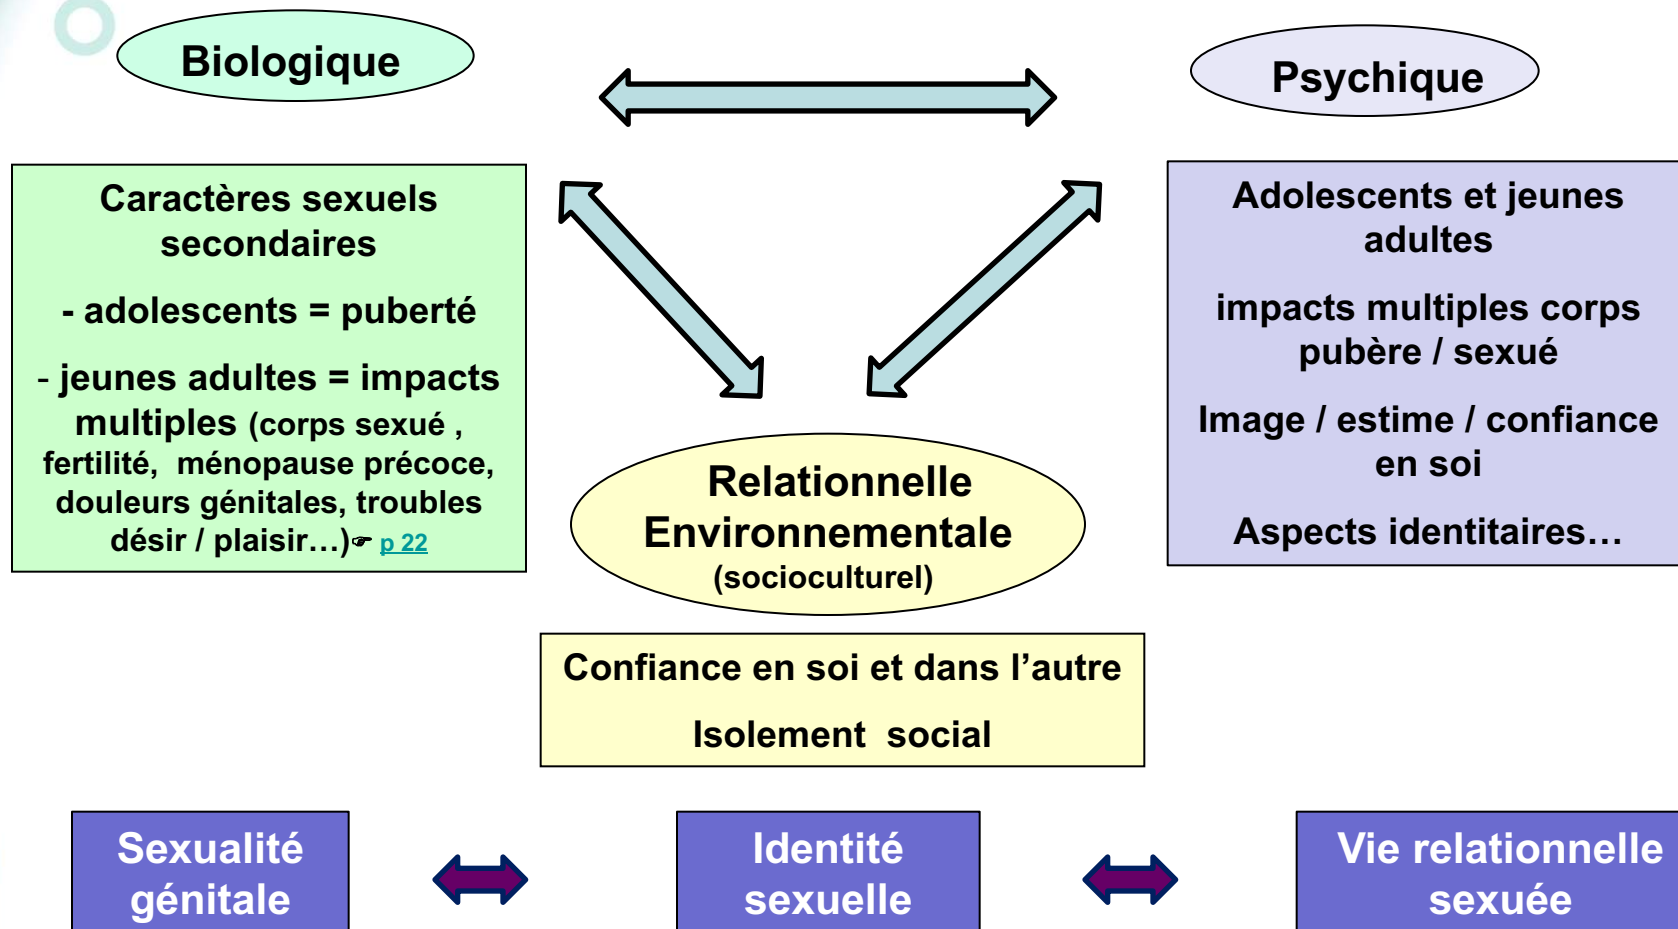 Biologique
Psychique
Caractères sexuels
secondaires
- adolescents = puberté
- jeunes adultes = impacts
multiples (corps sexué ,
fertilité, ménopause précoce,
douleurs génitales, troubles
désir / plaisir…)☞ p 22
Adolescents et jeunes
adultes
impacts multiples corps
pubère / sexué
Image / estime / confiance
en soi
Aspects identitaires…
Relationnelle
Environnementale
(socioculturel)
Confiance en soi et dans l’autre
Isolement social
Sexualité
génitale
Identité
sexuelle
Vie relationnelle
sexuée